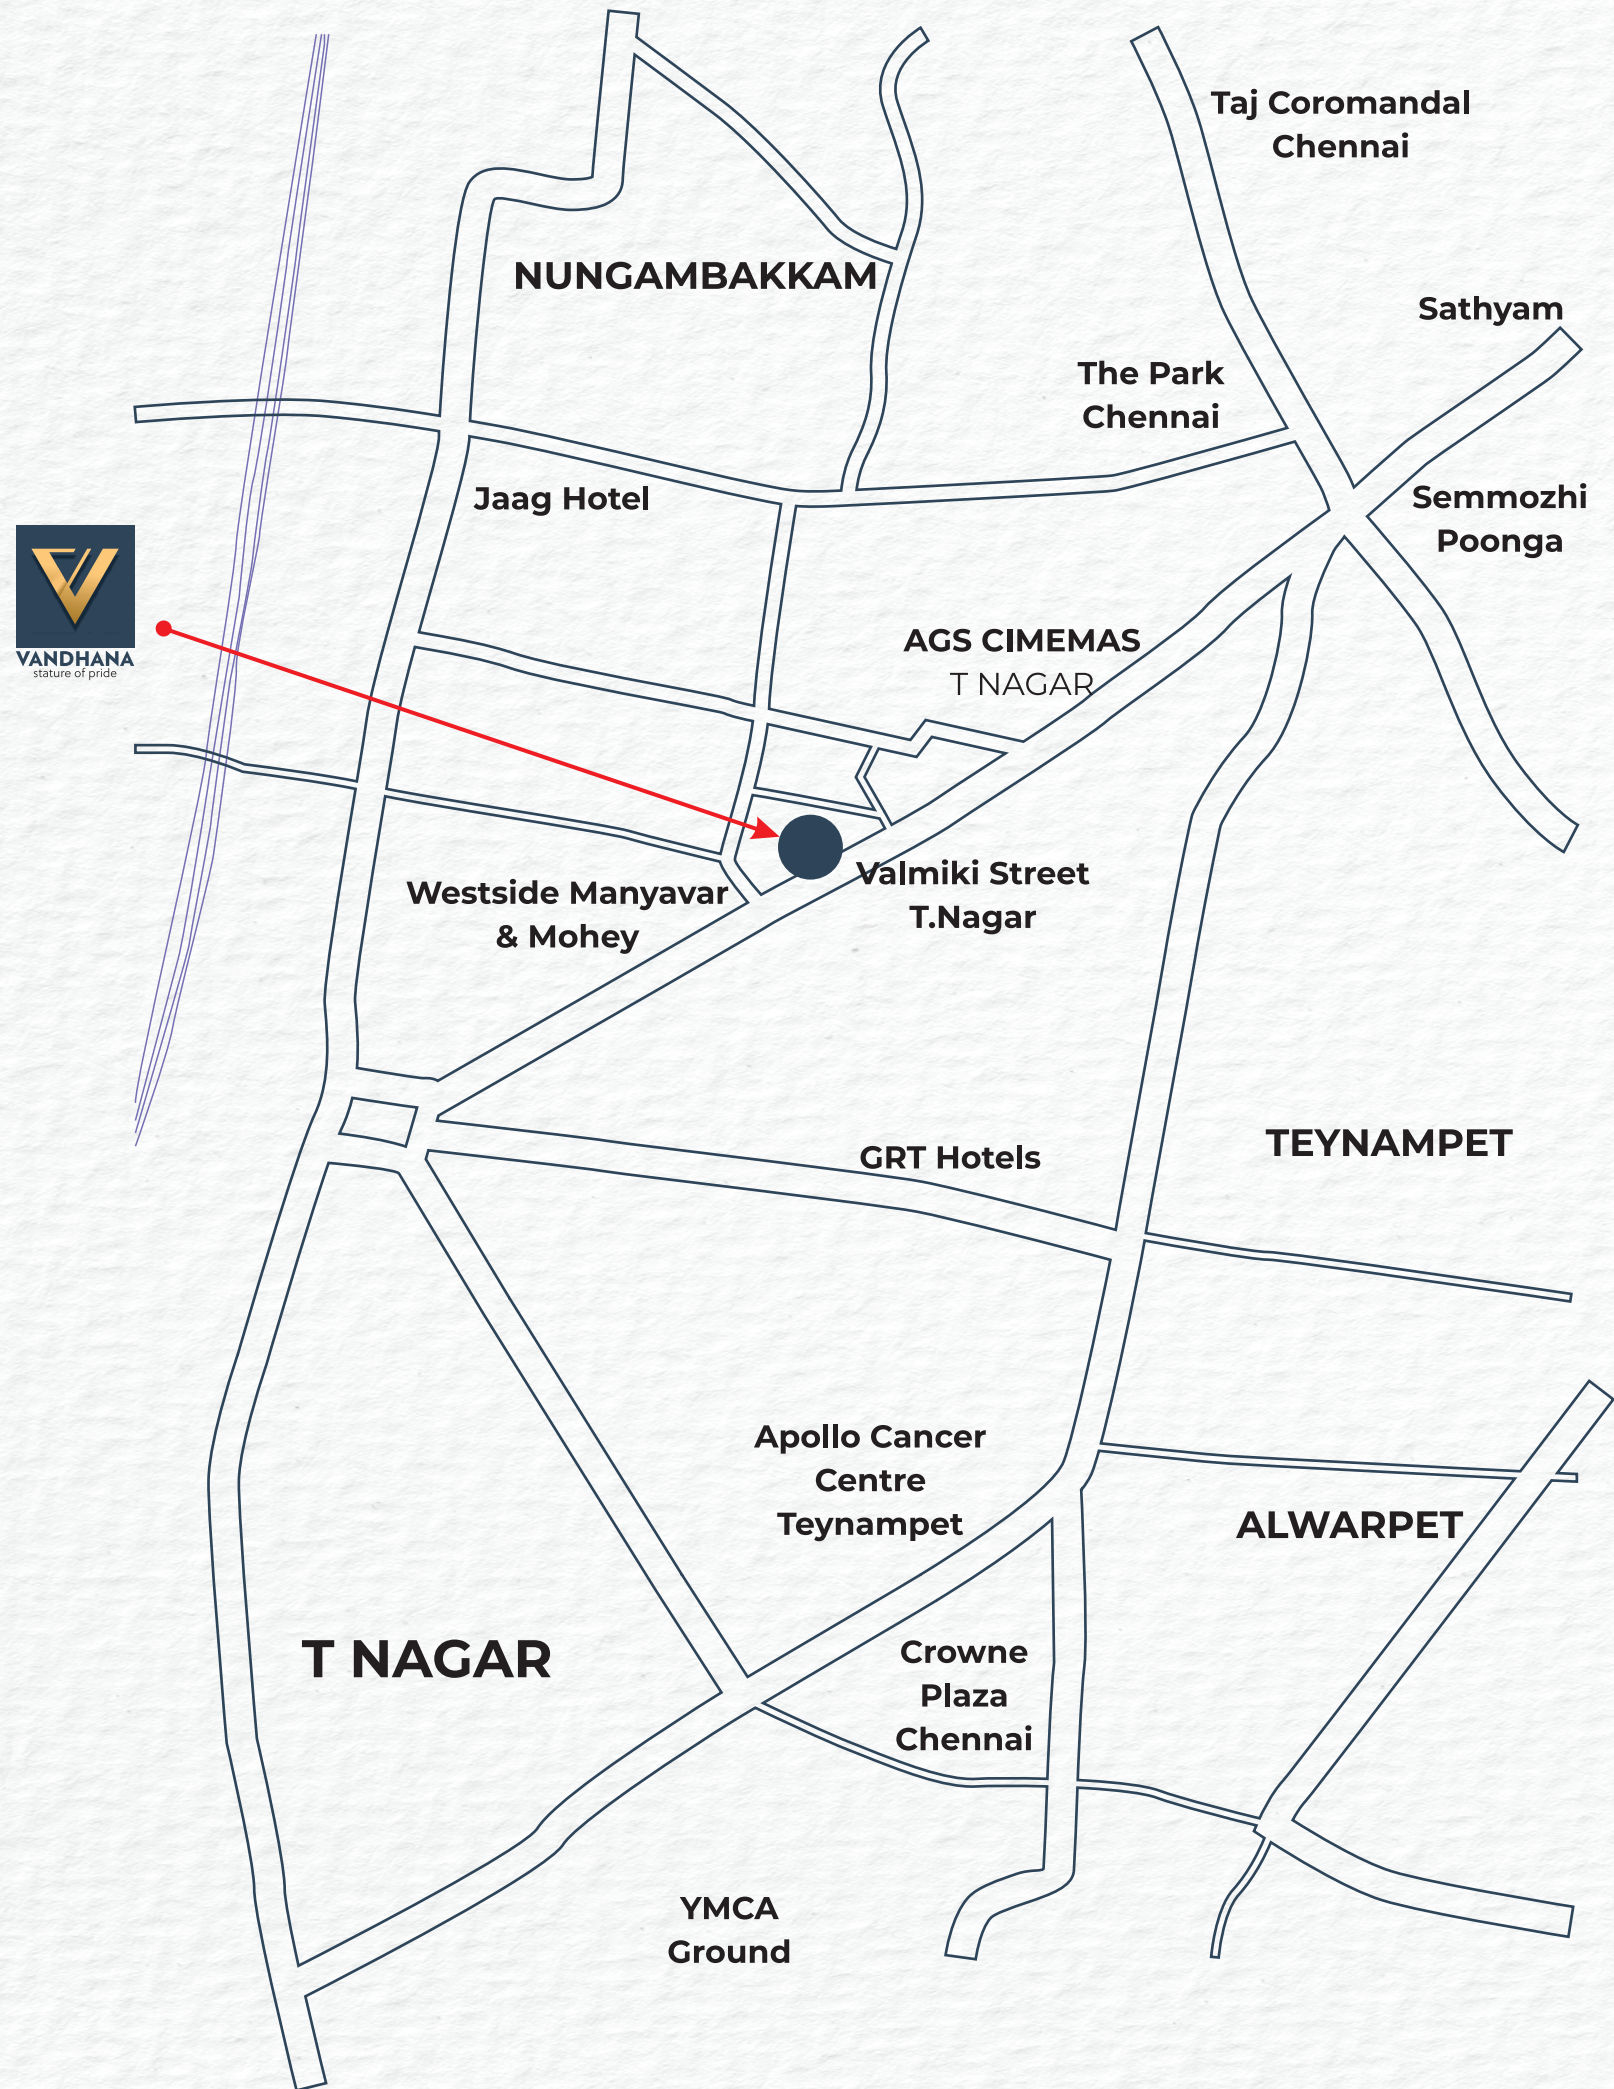 Taj Coromandal
Chennai
NUNGAMBAKKAM
Sathyam
The Park
Chennai
Jaag Hotel
Semmozhi
Poonga
VANDHANA
stature of pride
AGS CIMEMAS
T NAGAR
Valmiki Street
T.Nagar
Westside Manyavar
& Mohey
GRT Hotels
TEYNAMPET
Apollo Cancer
Centre
Teynampet
ALWARPET
T NAGAR
Crowne
Plaza
Chennai
YMCA
Ground